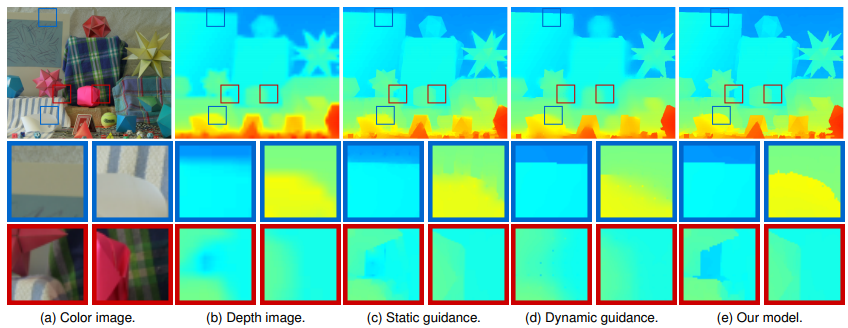 (a) Color image.
(b) Depth image.
(c) Static guidance.
(d) Dynamic guidance.
(e) Our model.